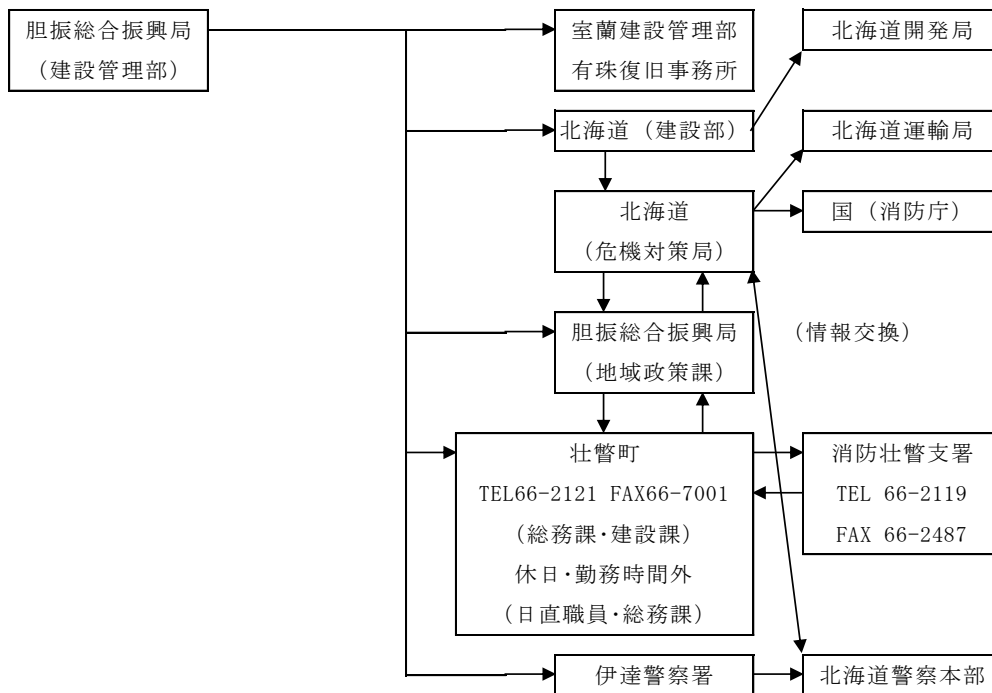 胆振総合振興局
（建設管理部）
室蘭建設管理部
有珠復旧事務所
北海道開発局
北海道（建設部）
北海道運輸局
北海道
（危機対策局）
国（消防庁）
胆振総合振興局
（地域政策課）
（情報交換）
壮瞥町
TEL66-2121 FAX66-7001
（総務課・建設課）
休日・勤務時間外
（日直職員・総務課）
消防壮瞥支署
TEL 66-2119
FAX 66-2487
伊達警察署
北海道警察本部